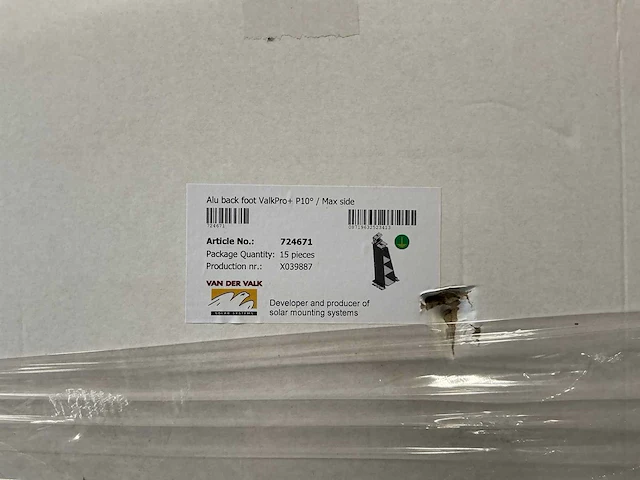 Alu back foot ValkPro+ P10° / Max side
724671
Article No.: 724671
Package Quantity: 15 pieces
Production nr.: X039887
VAN DER VALK
SOLAR SYSTEMS
Developer and producer of
solar mounting systems